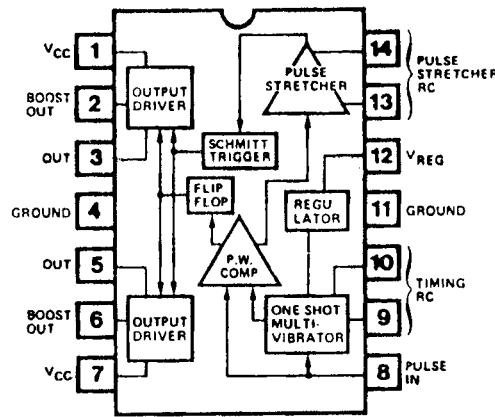 VCC
1
BOOST
OUT
2
OUT
3
GROUND
4
OUT
5
BOOST
OUT
6
VCC
7
OUTPUT
DRIVER
SCHMITT
TRIGGER
FLIP
FLOP
OUTPUT
DRIVER
PULSE
STRETCHER
REGU
LATOR
P.W.
COMP
ONE SHOT
MULTI-
VIBRATOR
14
13
PULSE
STRETCHER
RC
12
VREG
11
GROUND
10
9
TIMING
RC
8
PULSE
IN